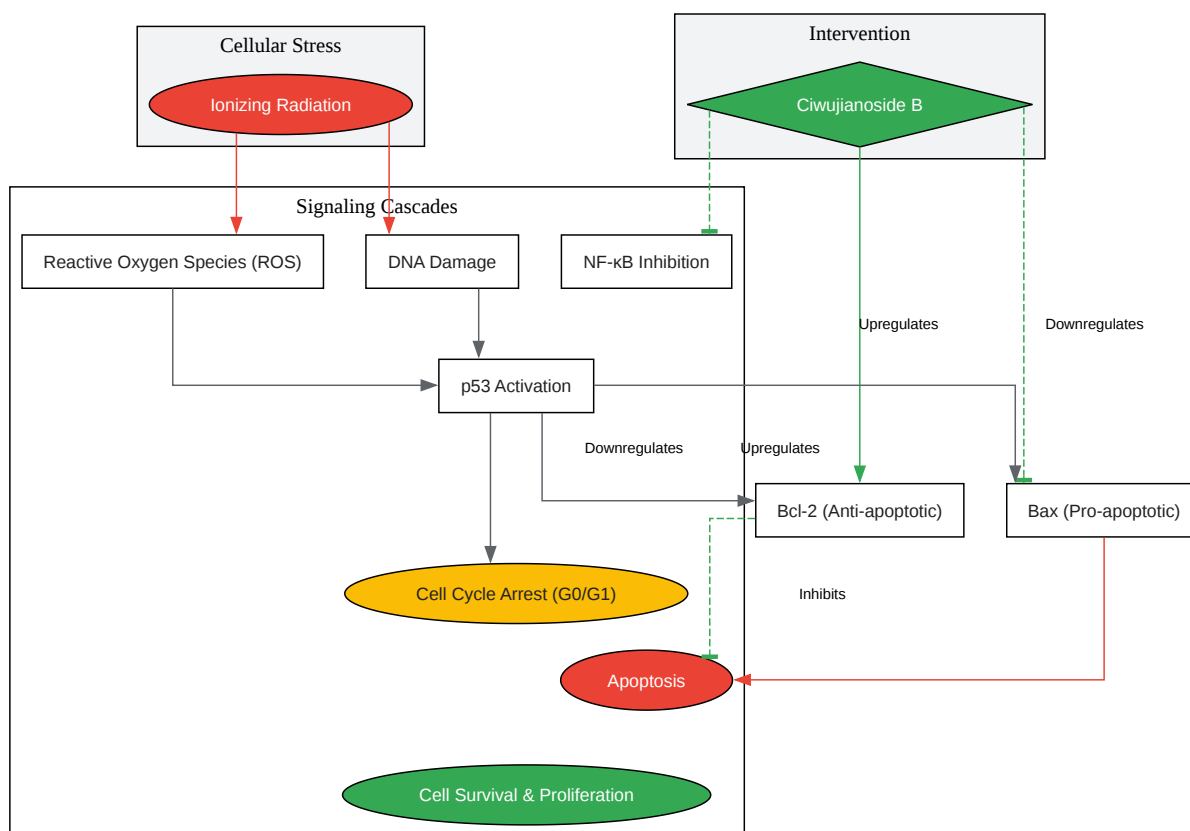 Cellular Stress
Intervention
Ionizing Radiation
Ciwujianoside B
Signaling Cascades
Reactive Oxygen Species (ROS)
DNA Damage
NF-κB Inhibition
Upregulates
Downregulates
p53 Activation
Downregulates
Upregulates
Bcl-2 (Anti-apoptotic)
Bax (Pro-apoptotic)
Cell Cycle Arrest (G0/G1)
Inhibits
Apoptosis
Cell Survival & Proliferation